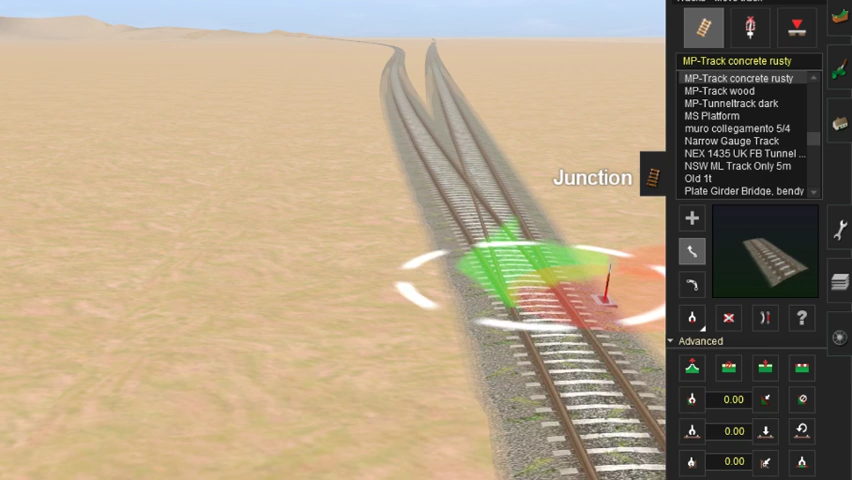 MP-Track concrete rusty
MP-Track concrete rusty
MP-Track wood
MP-Tunneltrack dark
MS Platform
muro collegamento 5/4
Narrow Gauge Track
NEX 1435 UK FB Tunnel ...
NSW ML Track Only 5m
Old 1t
Plate Girder Bridge, bendy
Junction
?
Advanced
0.00
0.00
0.00